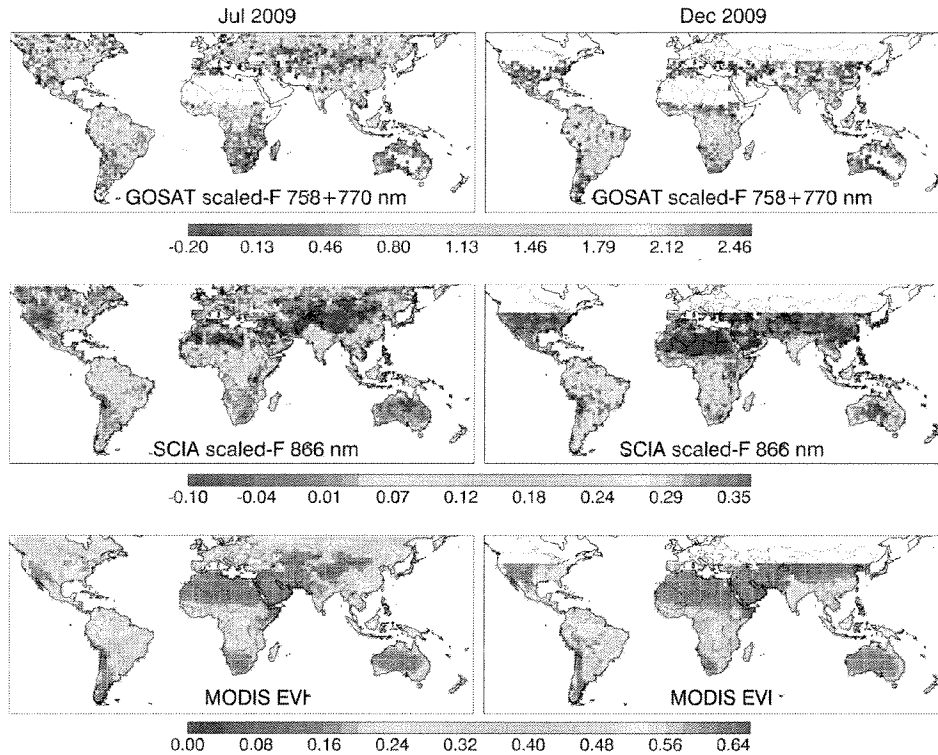 Jul 2009
Dec 2009
GOSAT scaled-F 758+770 nm
GOSAT scaled-F 758+770 nm
-0.20 0.13 0.46 0.80 1.13 1.46 1.79 2.12 2.46
SCIA scaled-F 866 nm
SCIA scaled-F 866 nm
-0.10 -0.04 0.01 0.07 0.12 0.18 0.24 0.29 0.35
MODIS EVI
MODIS EVI
0.00 0.08 0.16 0.24 0.32 0.40 0.48 0.56 0.64